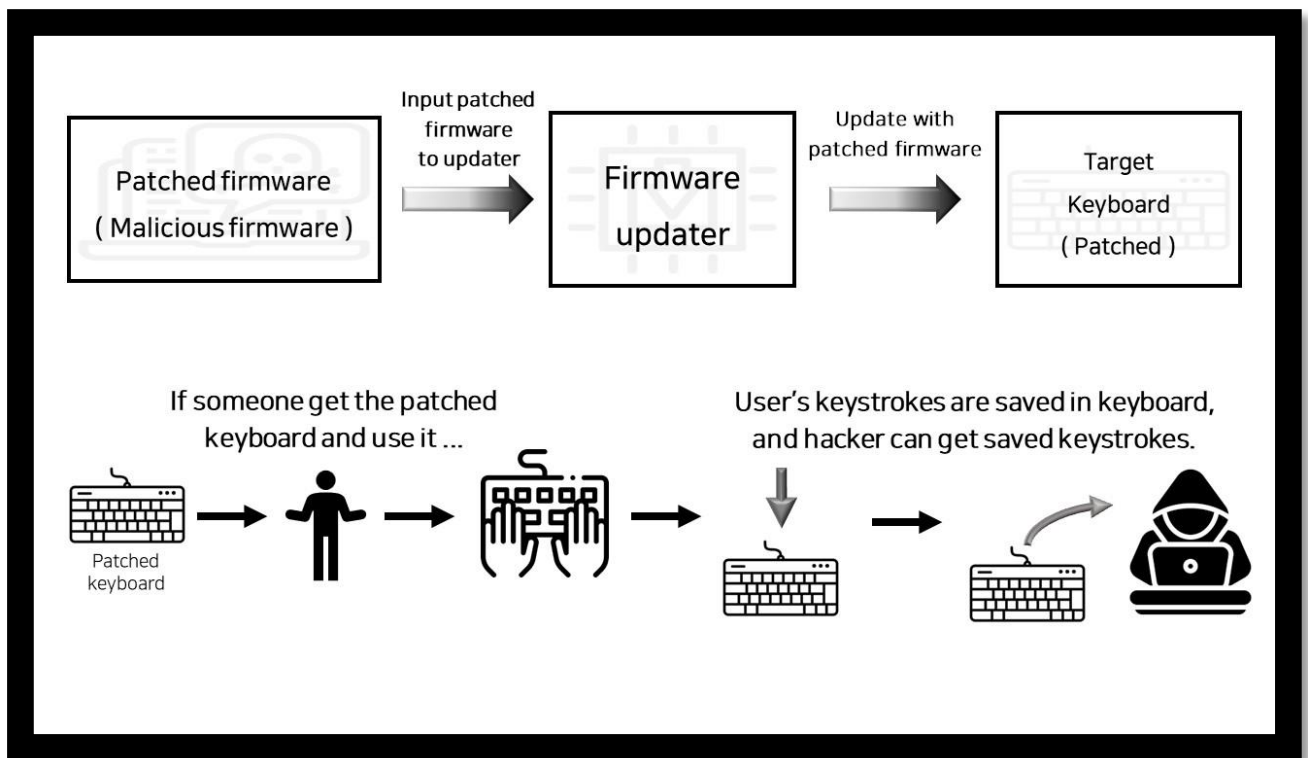 Input patched
firmware
to updater
Patched firmware
( Malicious firmware )
Firmware
updater
Update with
patched firmware
Target
Keyboard
( Patched )
If someone get the patched
keyboard and use it ...
User's keystrokes are saved in keyboard,
and hacker can get saved keystrokes.
Patched
keyboard